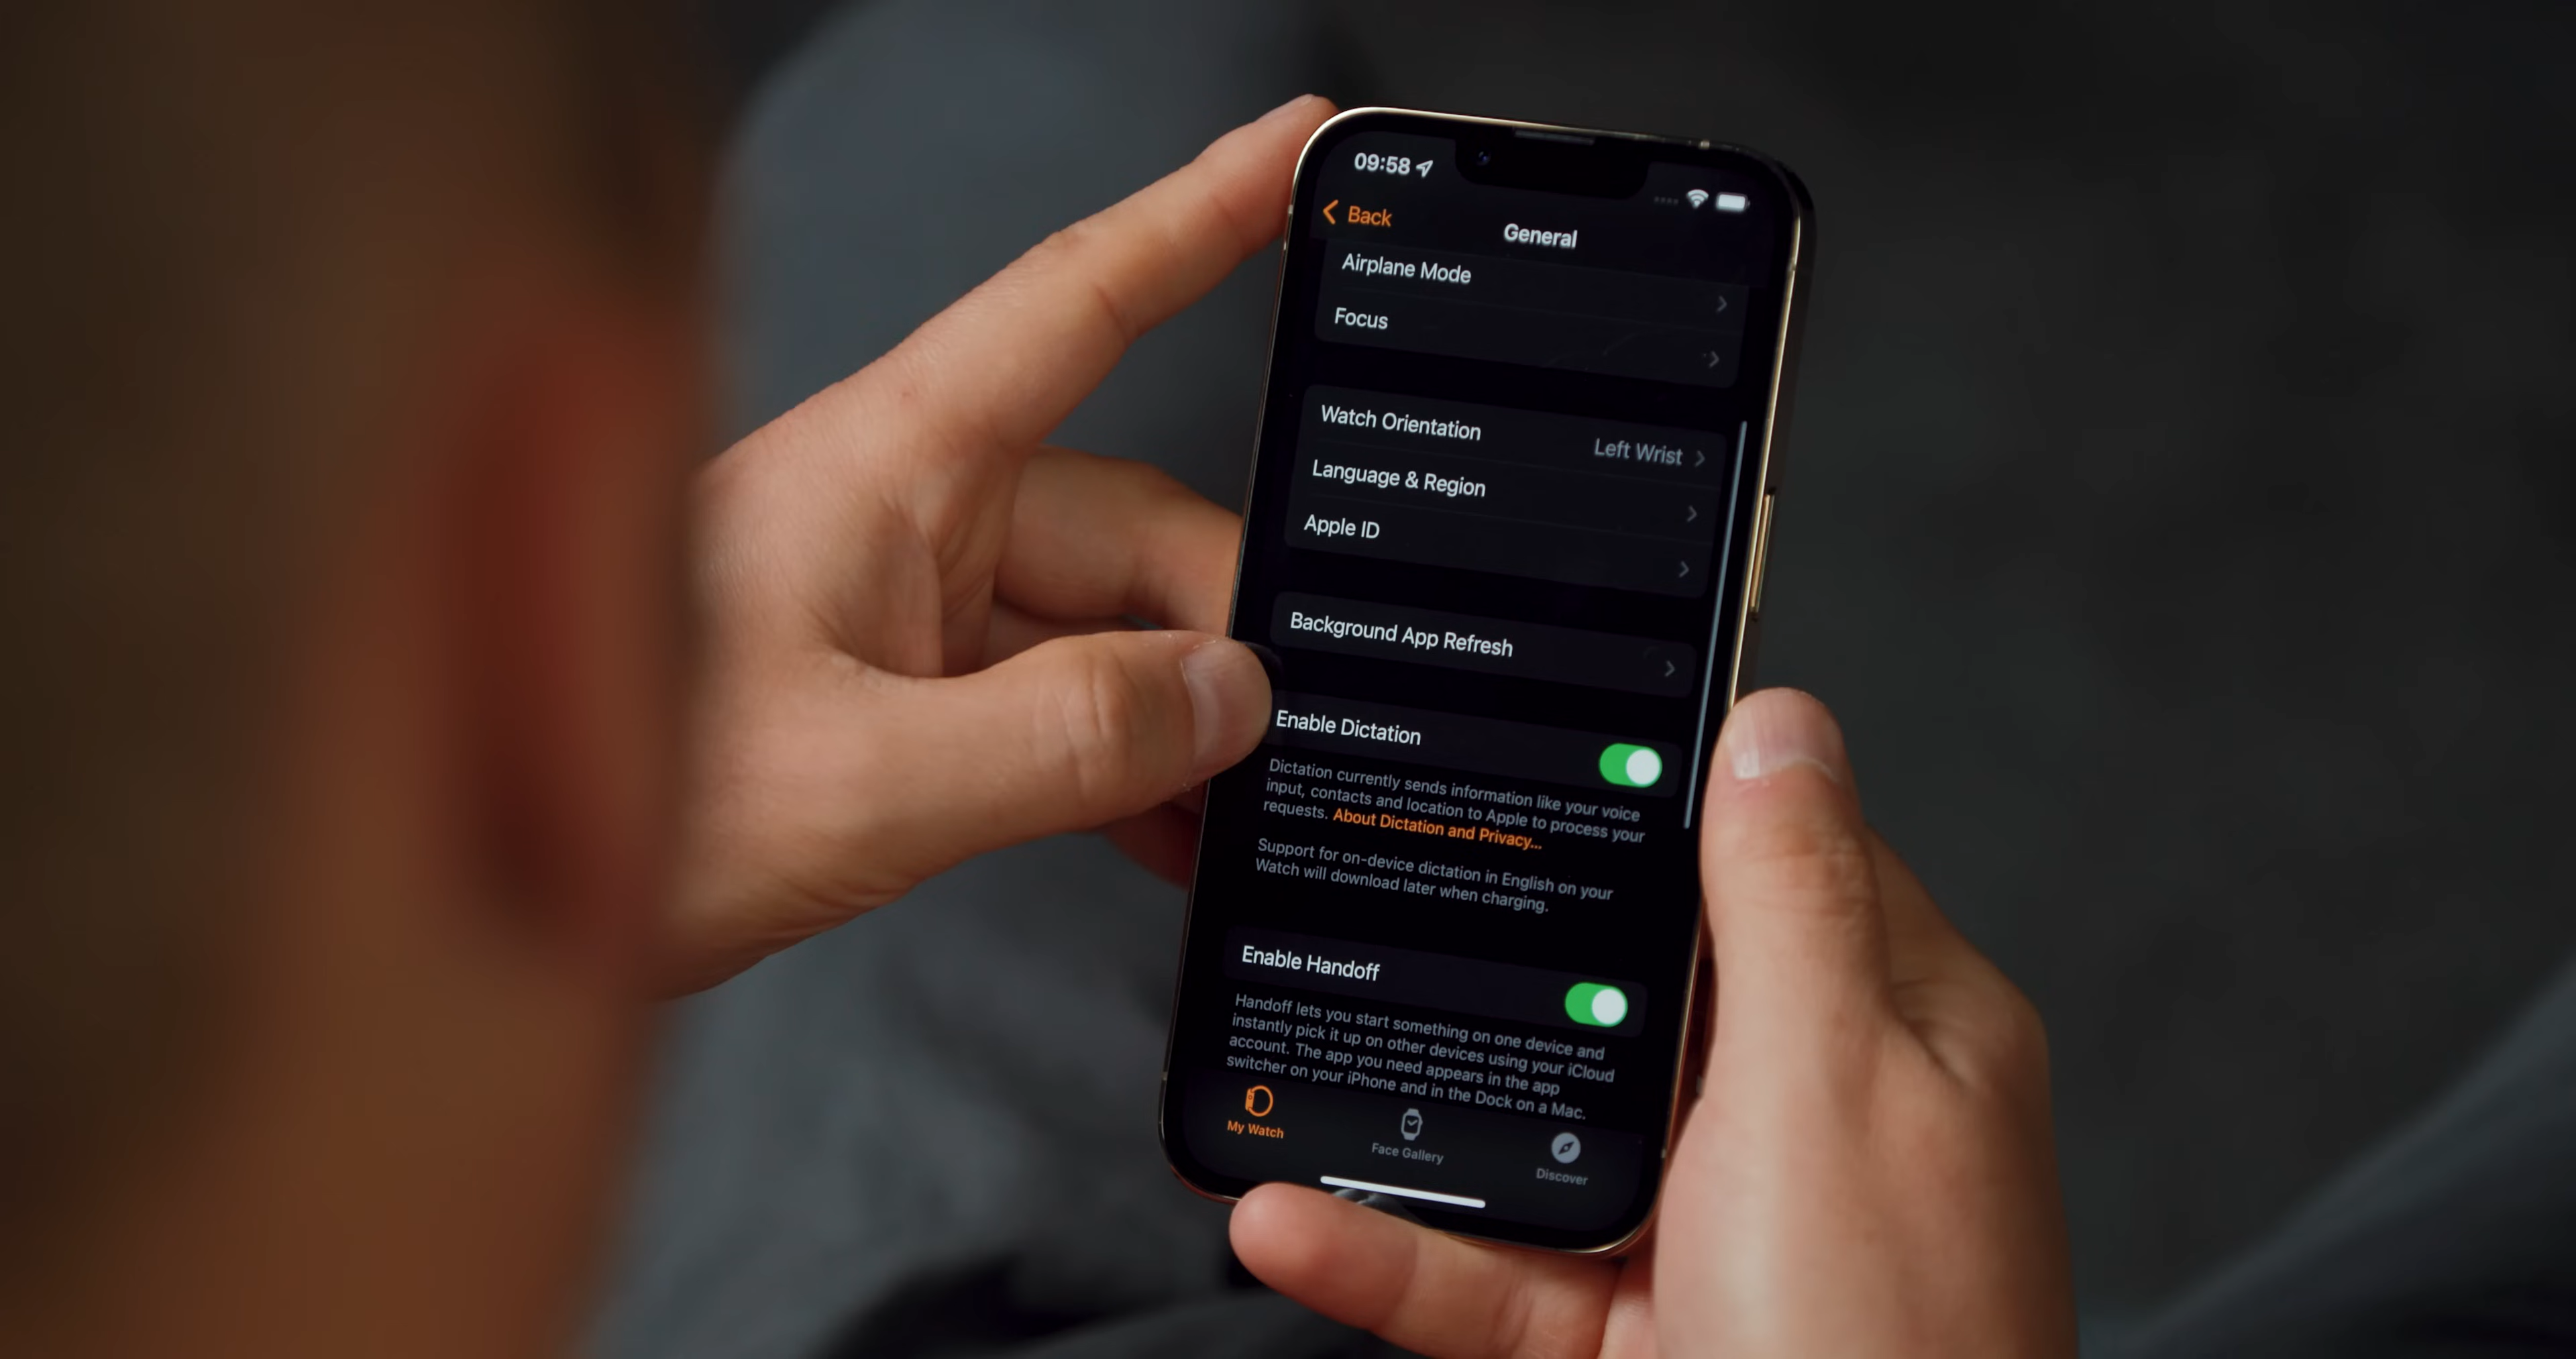 09:58
Back
General
Airplane Mode
Focus
Watch Orientation Left Wrist
Language & Region
Apple ID
Background App Refresh
Enable Dictation
Dictation currently sends information like your voice
input, contacts and location to Apple to process your
requests. About Dictation and Privacy...
Support for on-device dictation in English on your
Watch will download later when charging.
Enable Handoff
Handoff lets you start something on one device and
instantly pick it up on other devices using your iCloud
account. The app you need appears in the app
switcher on your iPhone and in the Dock on a Mac.
My Watch
Face Gallery
Discover